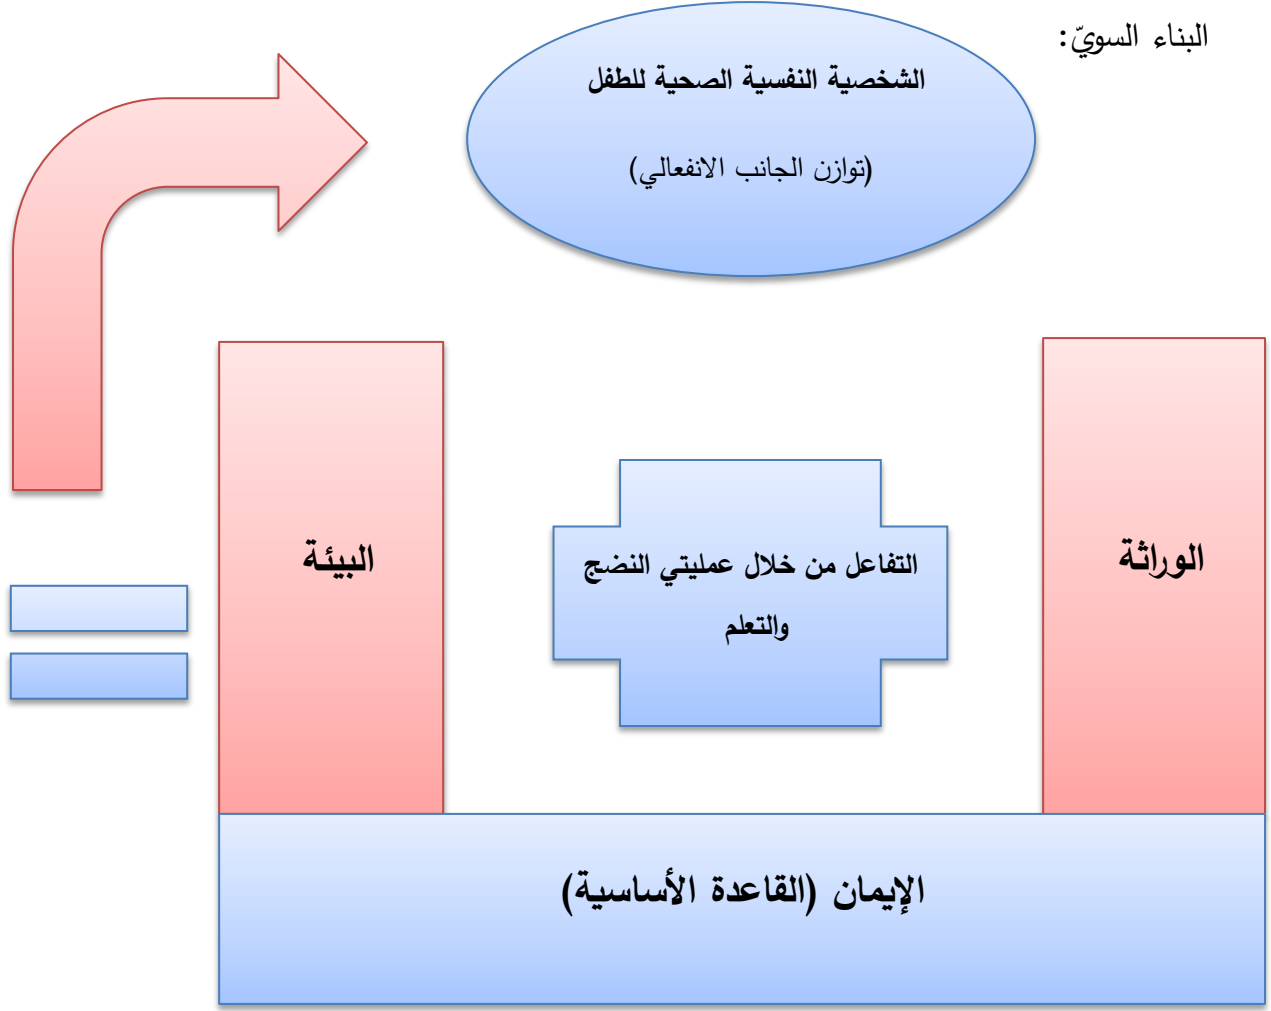 البناء السويّ:
الشخصية النفسية الصحية للطفل
(توازن الجانب الانفعالي)
الوراثة
التفاعل من خلال عمليتي النضج
والتعلم
البيئة
الإيمان (القاعدة الأساسية)